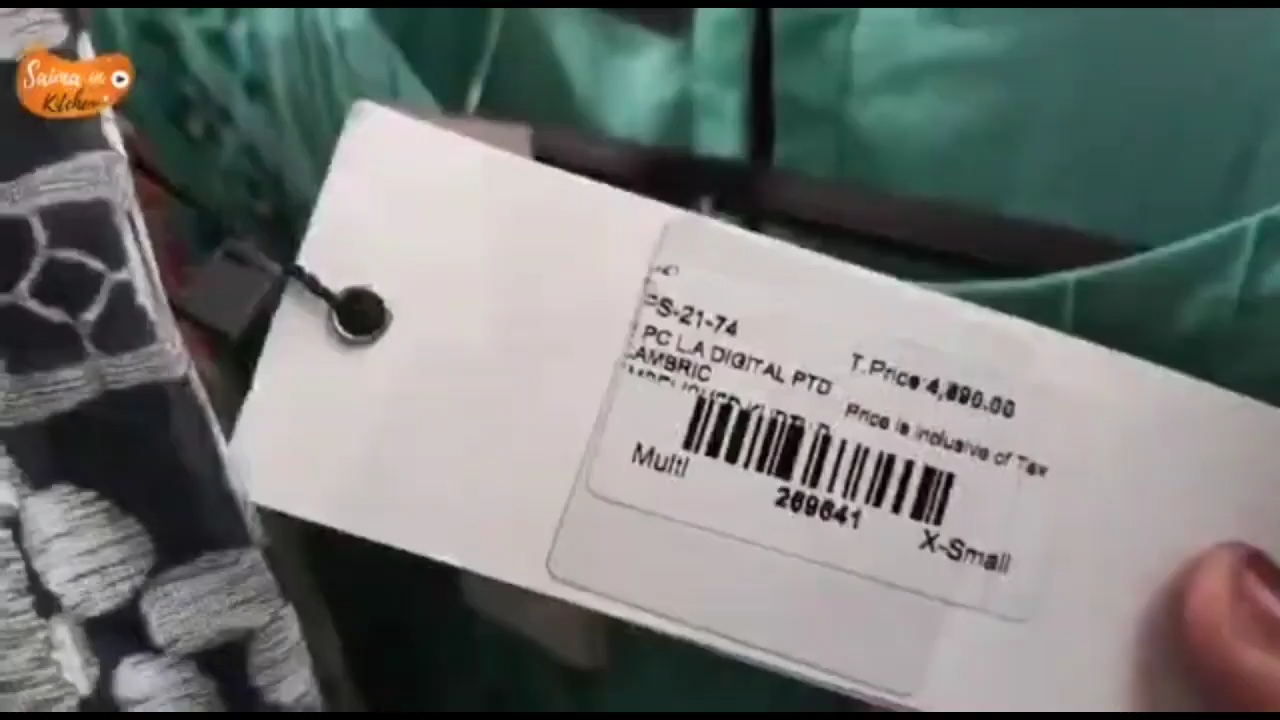 Saima in
Kitchen
PS-21-74
PC L.A DIGITAL PTD
CAMBRIC
T.Price 4,890.00
Price is inclusive of Tax
Multi
269641
X-Small